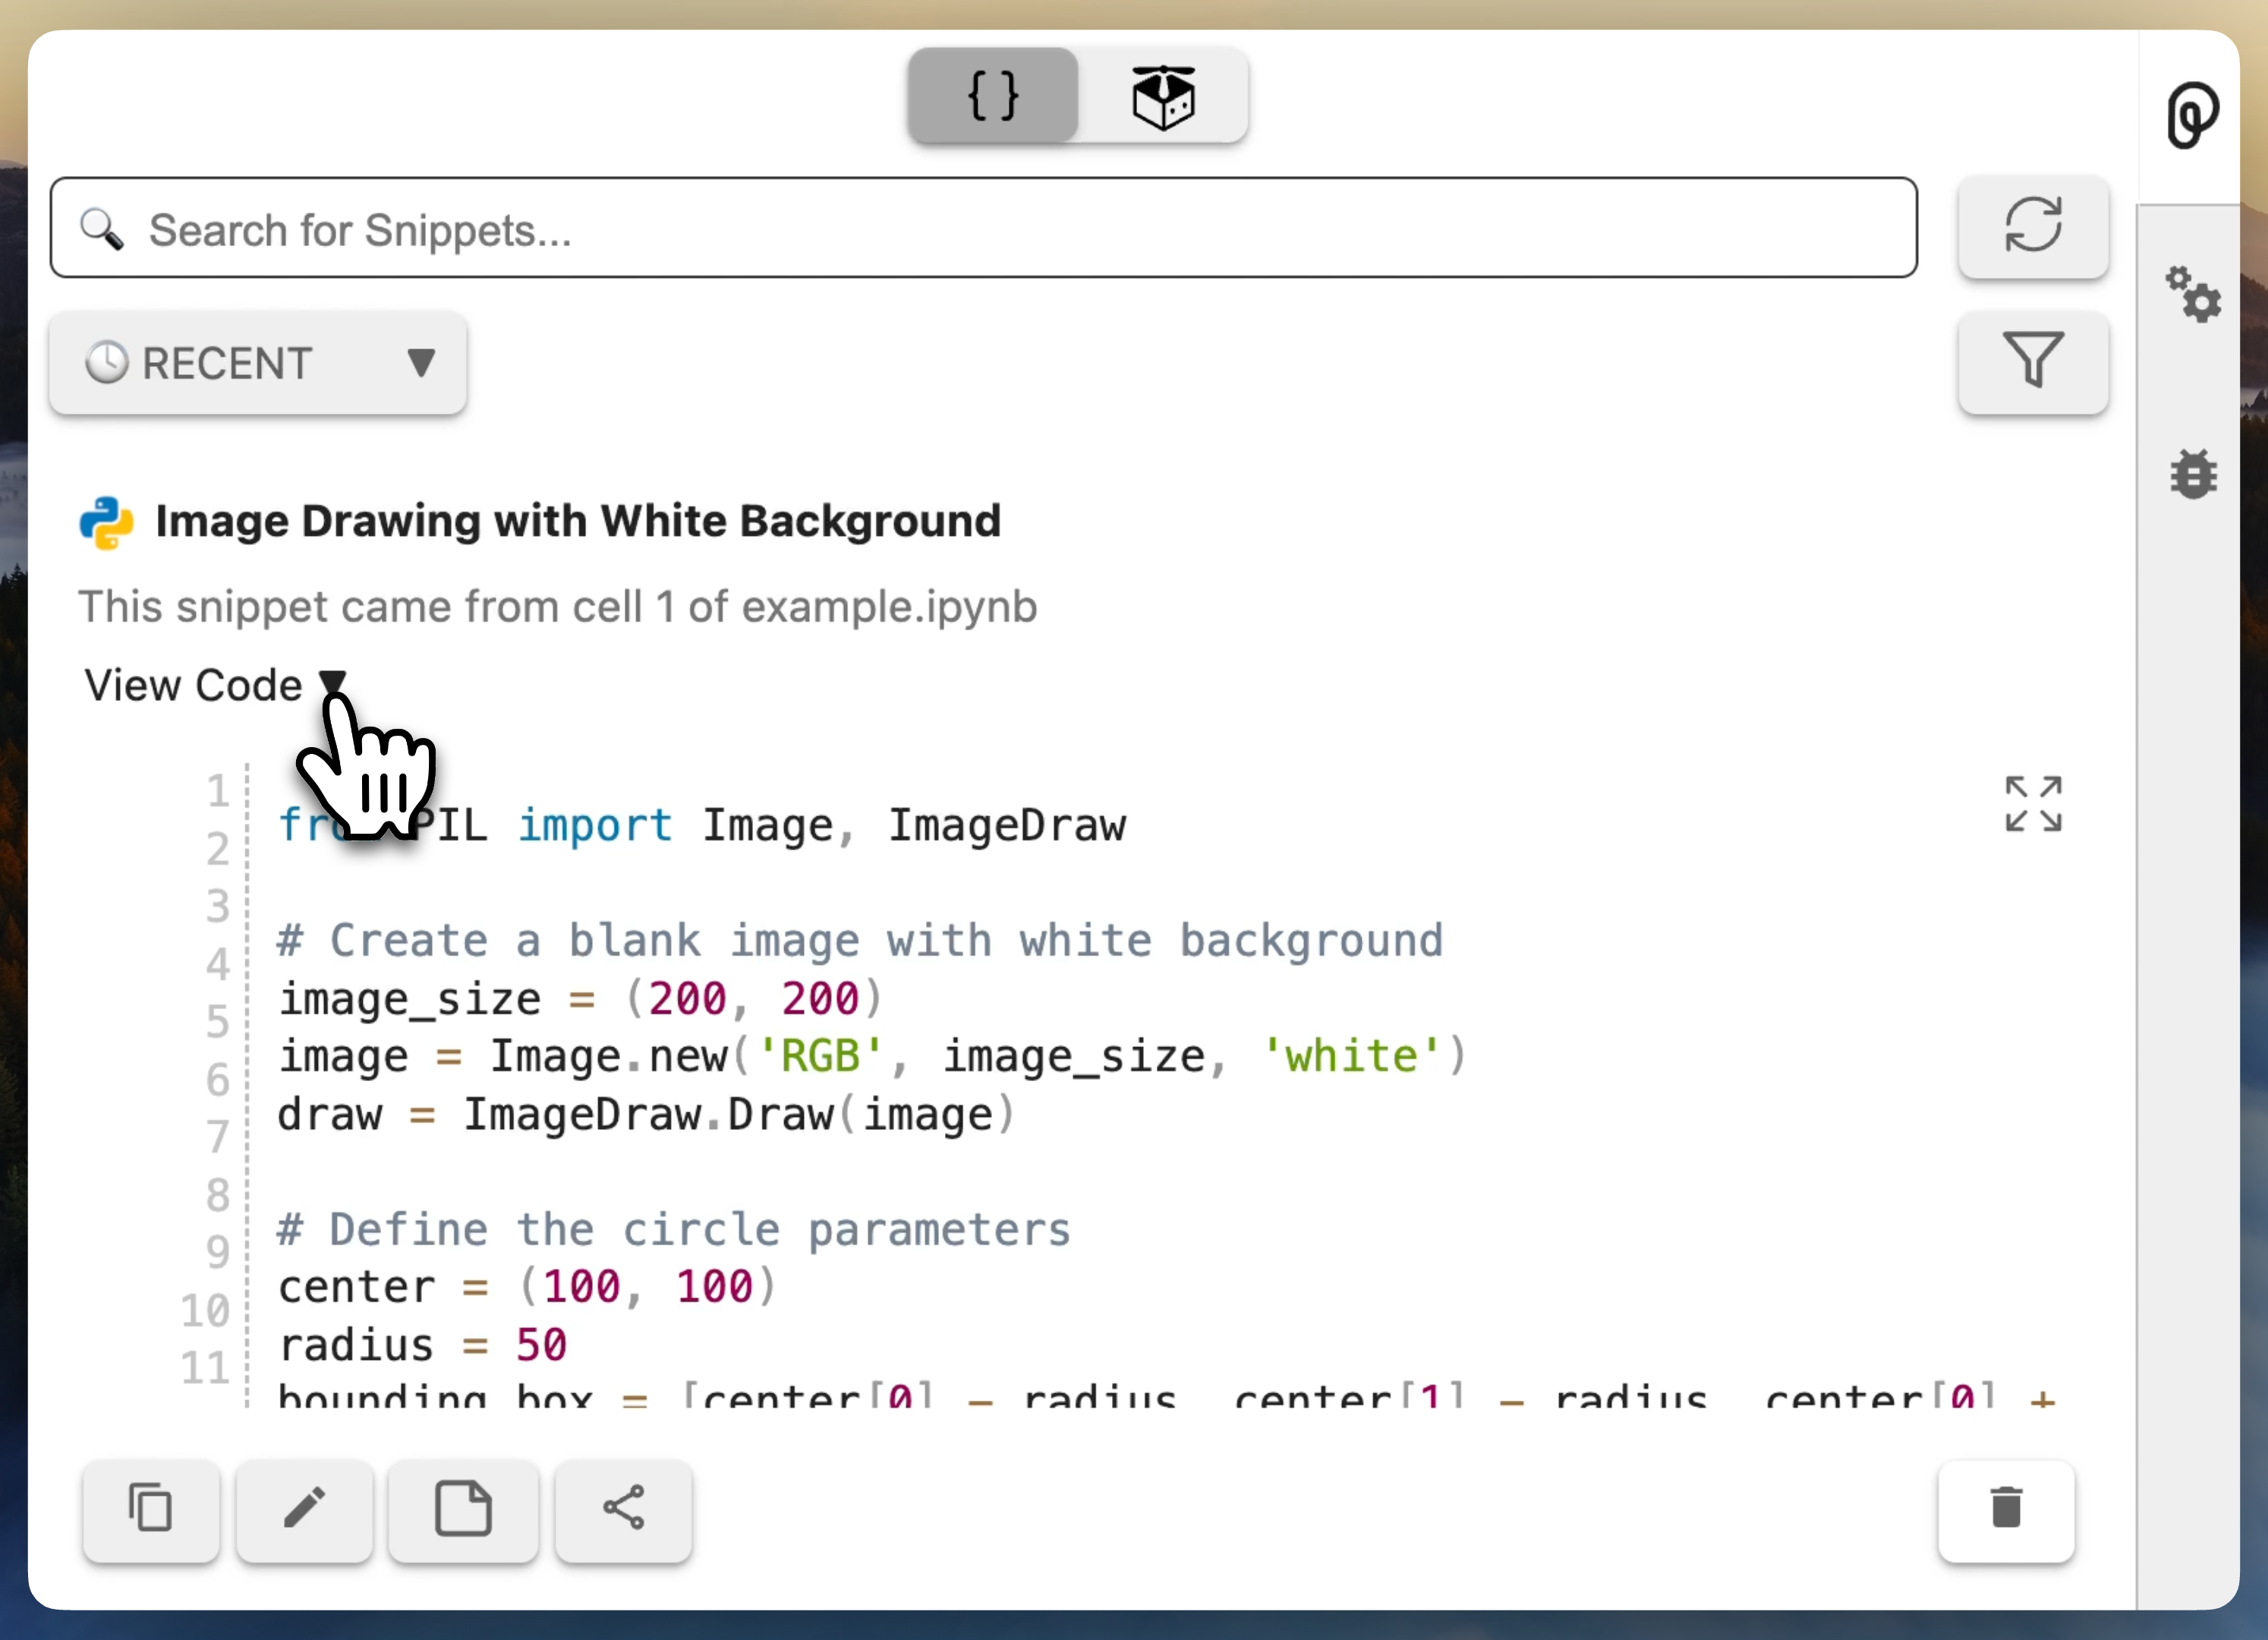 {}
Search for Snippets...
RECENT ▼
Image Drawing with White Background
This snippet came from cell 1 of example.ipynb
View Code ▼
1
2
3
4
5
6
7
8
9
10
11
PIL import Image, ImageDraw
# Create a blank image with white background
image_size = (200, 200)
image = Image.new('RGB', image_size, 'white')
draw = ImageDraw.Draw(image)
# Define the circle parameters
center = (100, 100)
radius = 50
bounding_box = [center[0] - radius, center[1] - radius, center[0] +